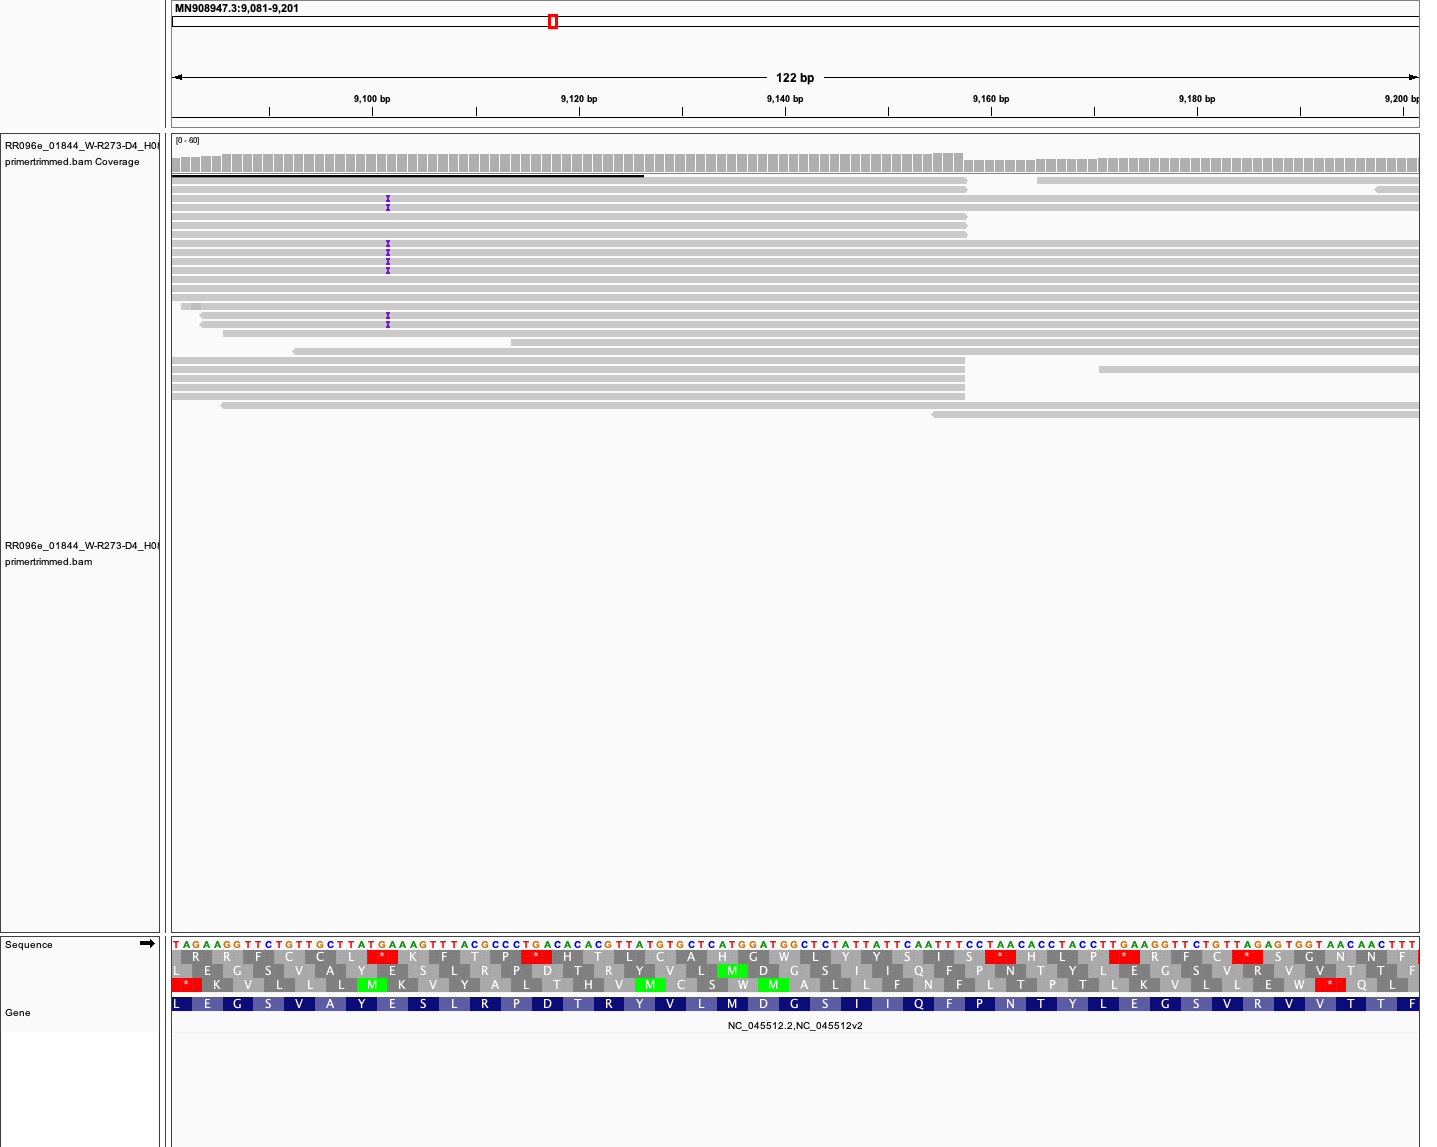 MN908947.3:9,081-9,201
122 bp
9,100 bp 9,120 bp 9,140 bp 9,160 bp 9,180 bp 9,200 bp
RR096e_01844_W-R273-D4_H08
primertrimmed.bam Coverage
[0 - 60]
RR096e_01844_W-R273-D4_H08
primertrimmed.bam
Sequence
TAGAAGGTTCTGTTGCTTATGAAAGTTTACGCCCTGACACACGTTATGTGCTCATGGATGGCTCTATTATTCAATTTCCTAACACCTACCTTGAAGGTTCTGTTAGAGTGGTAACAACTTT
R R F C C L * K F T P * H T L C A H G W L Y Y S I S * H L P * R F C * S G N N F
L E G S V A Y E S L R P D T R Y V L M D G S I I Q F P N T Y L E G S V R V V T T F
* K V L L L M K V Y A L T H V M C S W M A L L F N F L T P T L K V L L E W * Q L
Gene
L E G S V A Y E S L R P D T R Y V L M D G S I I Q F P N T Y L E G S V R V V T T F
NC_045512.2,NC_045512v2